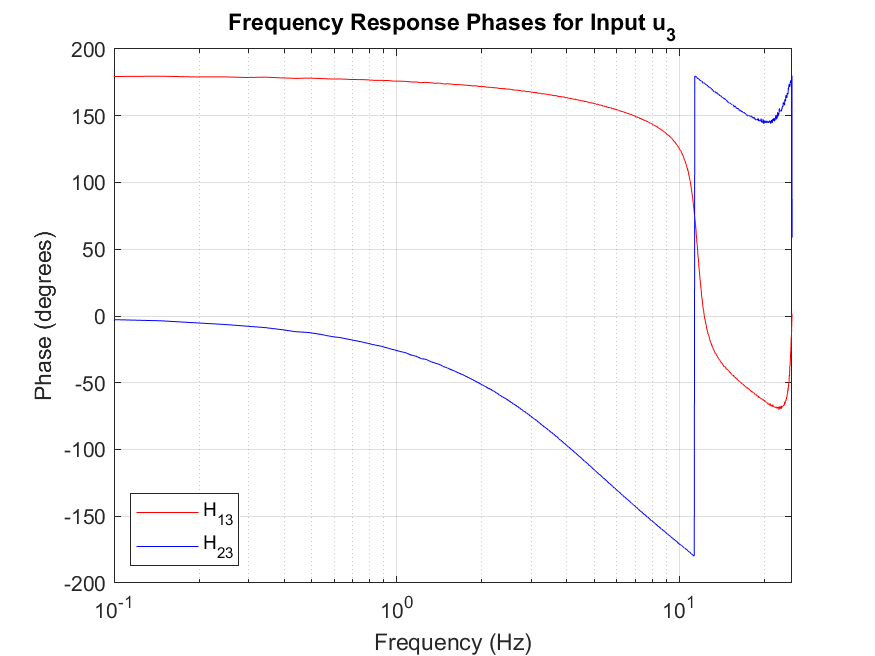 Frequency Response Phases for Input u₃
200
150
100
50
0
-50
-100
-150
-200
Phase (degrees)
H₁₃
H₂₃
10⁻¹
10⁰
10¹
Frequency (Hz)